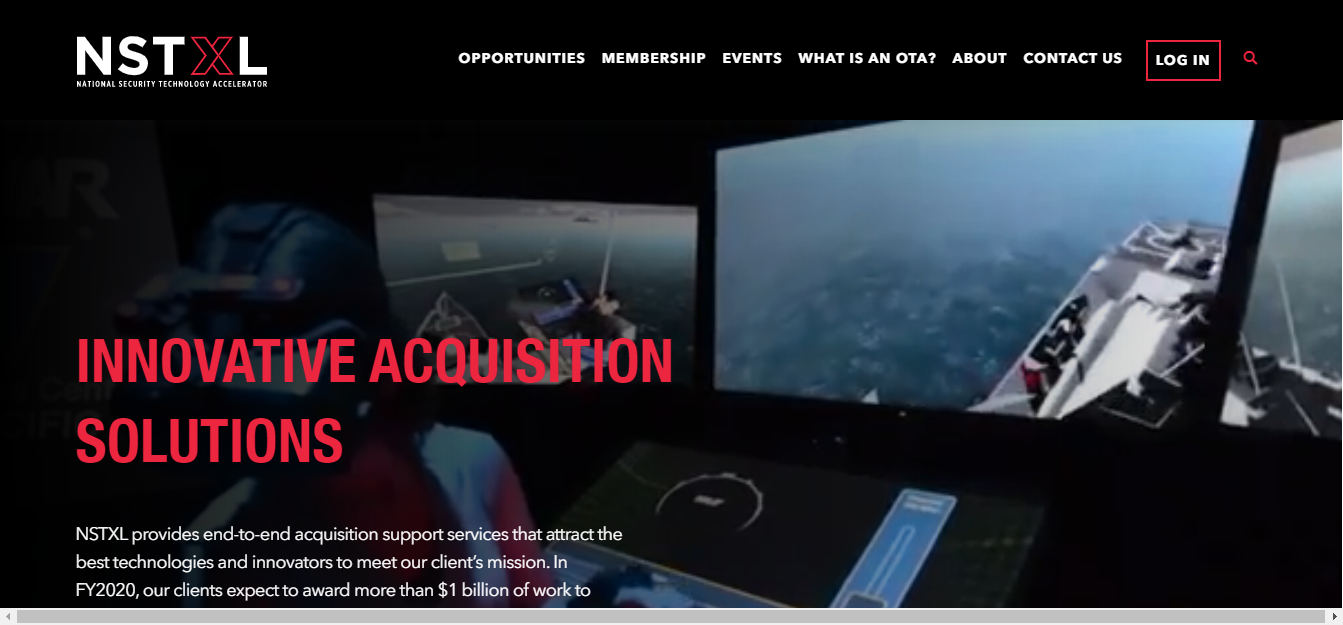 NSTXL
NATIONAL SECURITY TECHNOLOGY ACCELERATOR
OPPORTUNITIES MEMBERSHIP EVENTS WHAT IS AN OTA? ABOUT CONTACT US LOG IN
INNOVATIVE ACQUISITION
SOLUTIONS
NSTXL provides end-to-end acquisition support services that attract the
best technologies and innovators to meet our client’s mission. In
FY2020, our clients expect to award more than $1 billion of work to